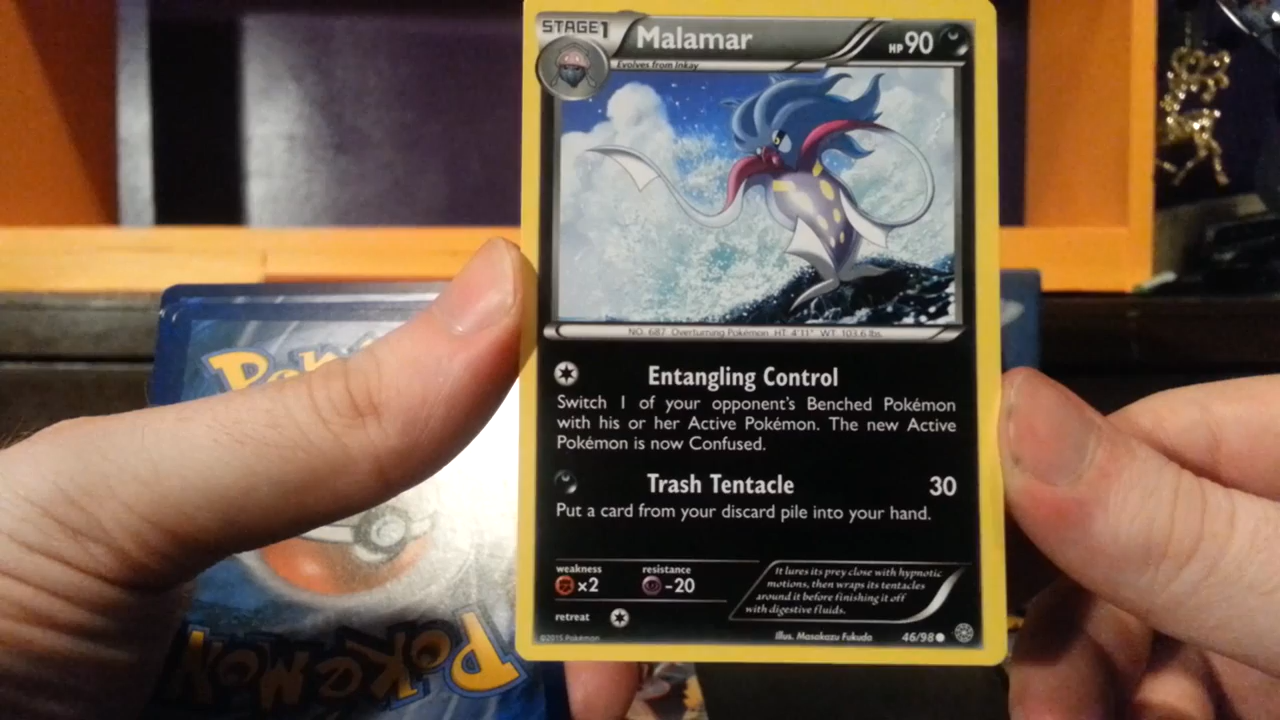 STAGE1
Malamar
HP90
Evolves from Inkay
NO. 687 Overturning Pokémon HT: 4'11" WT: 103.6 lbs.
Entangling Control
Switch 1 of your opponent's Benched Pokémon
with his or her Active Pokémon. The new Active
Pokémon is now Confused.
Trash Tentacle 30
Put a card from your discard pile into your hand.
weakness resistance
×2 -20
It lures its prey close with hypnotic
motions, then wraps its tentacles
around it before finishing it off
with digestive fluids.
retreat
©2015 Pokémon
Illus. Masakazu Fukuda
46/98
POKéMON